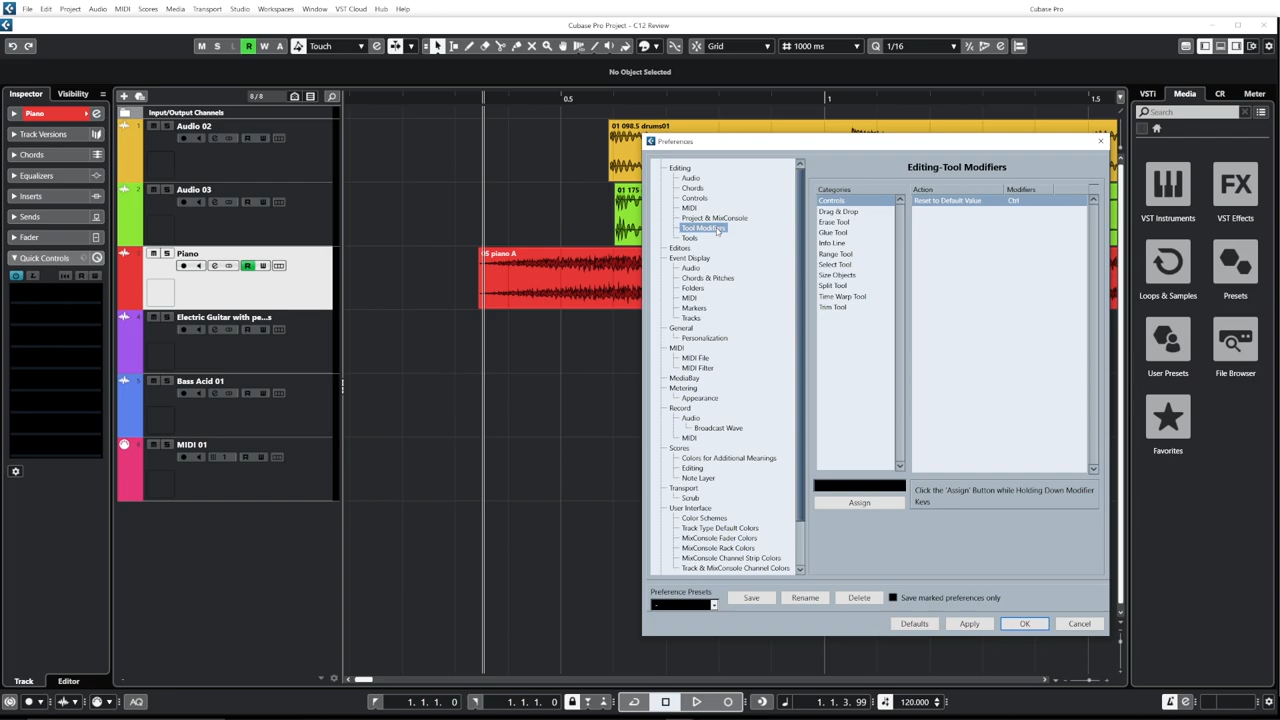 File Edit Project Audio MIDI Scores Media Transport Studio Workspaces Window VST Cloud Hub Help Cubase Pro
Cubase Pro Project - C12 Review
M S L R W A Touch Grid 1000 ms Q 1/16
No Object Selected
Inspector Visibility 8/8 0.5 1 1.5 VSTi Media CR Meter
Input/Output Channels Search
Piano
Track Versions
Chords
Equalizers
Inserts
Sends
Fader
Quick Controls
1 Audio 02
Audio 03
Piano
Electric Guitar with pe...s
Bass Acid 01
MIDI 01
01 098.5 drums01
01 175
05 piano A
Preferences
Editing
Audio
Chords
Controls
MIDI
Project & MixConsole
Tool Modifiers
Tools
Editors
Event Display
Audio
Chords & Pitches
Folders
MIDI
Markers
Tracks
General
Personalization
MIDI
MIDI File
MIDI Filter
MediaBay
Metering
Appearance
Record
Audio
Broadcast Wave
MIDI
Scores
Colors for Additional Meanings
Editing
Note Layer
Transport
Scrub
User Interface
Color Schemes
Track Type Default Colors
MixConsole Fader Colors
MixConsole Rack Colors
MixConsole Channel Strip Colors
Track & MixConsole Channel Colors
Editing-Tool Modifiers
Categories Action Modifiers
Controls Reset to Default Value Ctrl
Drag & Drop
Erase Tool
Glue Tool
Info Line
Range Tool
Select Tool
Size Objects
Split Tool
Time Warp Tool
Trim Tool
Assign
Click the 'Assign' Button while Holding Down Modifier
Keys
Preference Presets
- Save Rename Delete Save marked preferences only
Defaults Apply OK Cancel
VST Instruments FX VST Effects
Loops & Samples Presets
User Presets File Browser
Favorites
Track Editor
AQ 1. 1. 1. 0 1. 1. 1. 0 1. 1. 3. 99 120.000